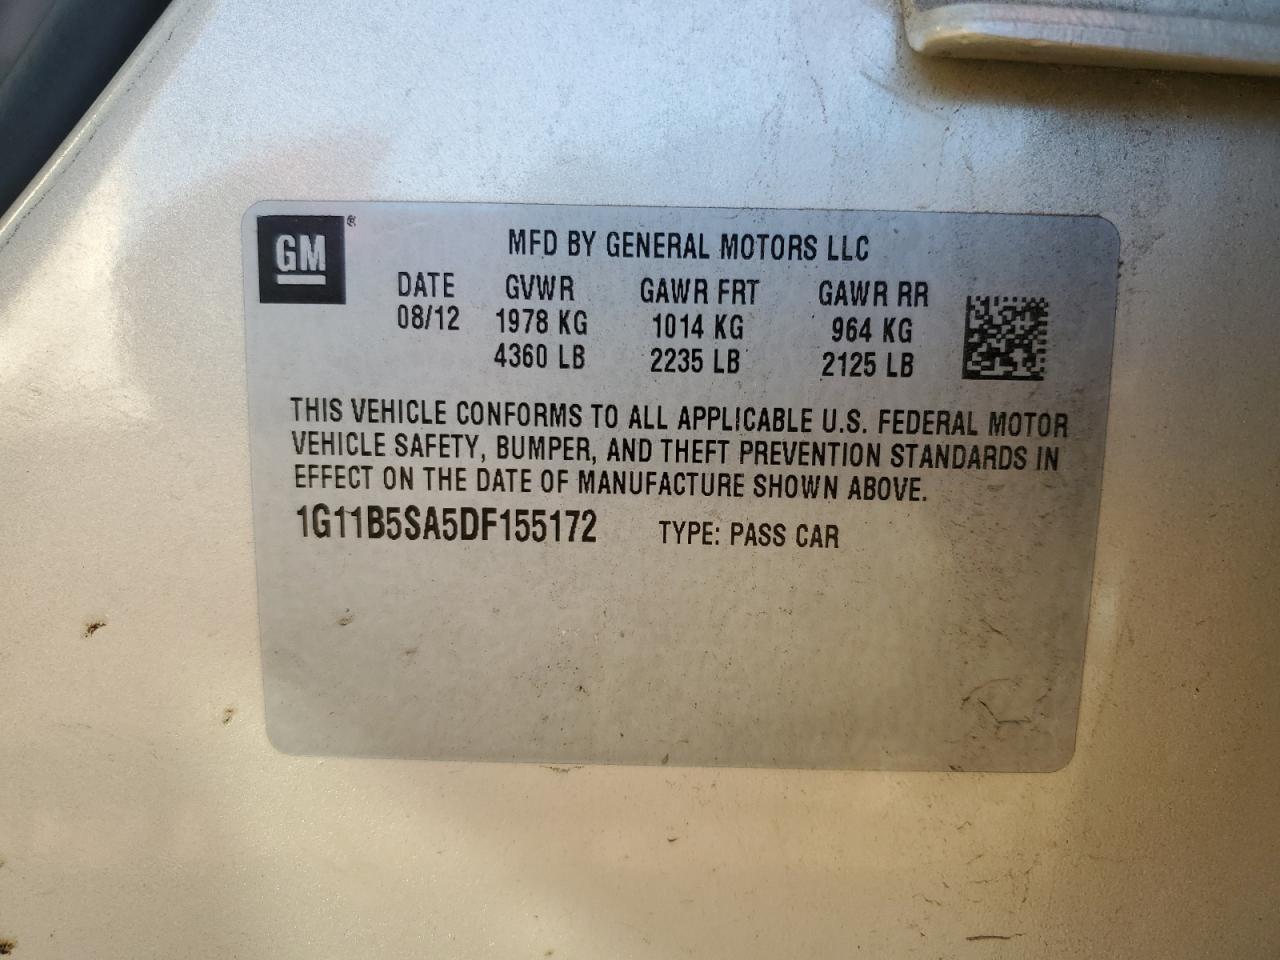 GM®
MFD BY GENERAL MOTORS LLC
DATE GVWR GAWR FRT GAWR RR
08/12 1978 KG 1014 KG 964 KG
4360 LB 2235 LB 2125 LB
THIS VEHICLE CONFORMS TO ALL APPLICABLE U.S. FEDERAL MOTOR
VEHICLE SAFETY, BUMPER, AND THEFT PREVENTION STANDARDS IN
EFFECT ON THE DATE OF MANUFACTURE SHOWN ABOVE.
1G11B5SA5DF155172 TYPE: PASS CAR